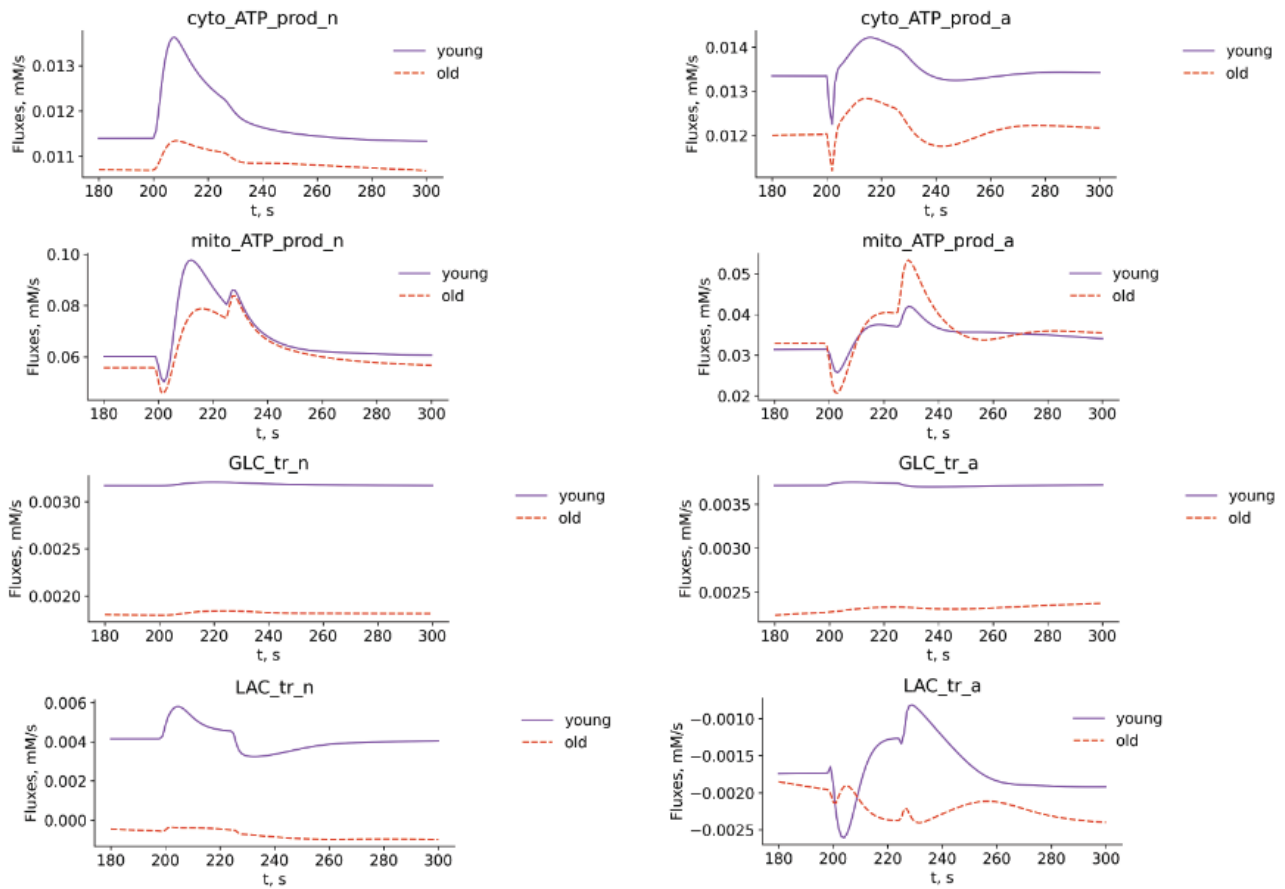 cyto_ATP_prod_n
Fluxes, mM/s
0.013
0.012
0.011
180 200 220 240 260 280 300
t, s
young
old
cyto_ATP_prod_a
Fluxes, mM/s
0.014
0.013
0.012
180 200 220 240 260 280 300
t, s
young
old
mito_ATP_prod_n
Fluxes, mM/s
0.10
0.08
0.06
180 200 220 240 260 280 300
t, s
young
old
mito_ATP_prod_a
Fluxes, mM/s
0.05
0.04
0.03
0.02
180 200 220 240 260 280 300
t, s
young
old
GLC_tr_n
Fluxes, mM/s
0.0030
0.0025
0.0020
180 200 220 240 260 280 300
t, s
young
old
GLC_tr_a
Fluxes, mM/s
0.0035
0.0030
0.0025
180 200 220 240 260 280 300
t, s
young
old
LAC_tr_n
Fluxes, mM/s
0.006
0.004
0.002
0.000
180 200 220 240 260 280 300
t, s
young
old
LAC_tr_a
Fluxes, mM/s
−0.0010
−0.0015
−0.0020
−0.0025
180 200 220 240 260 280 300
t, s
young
old